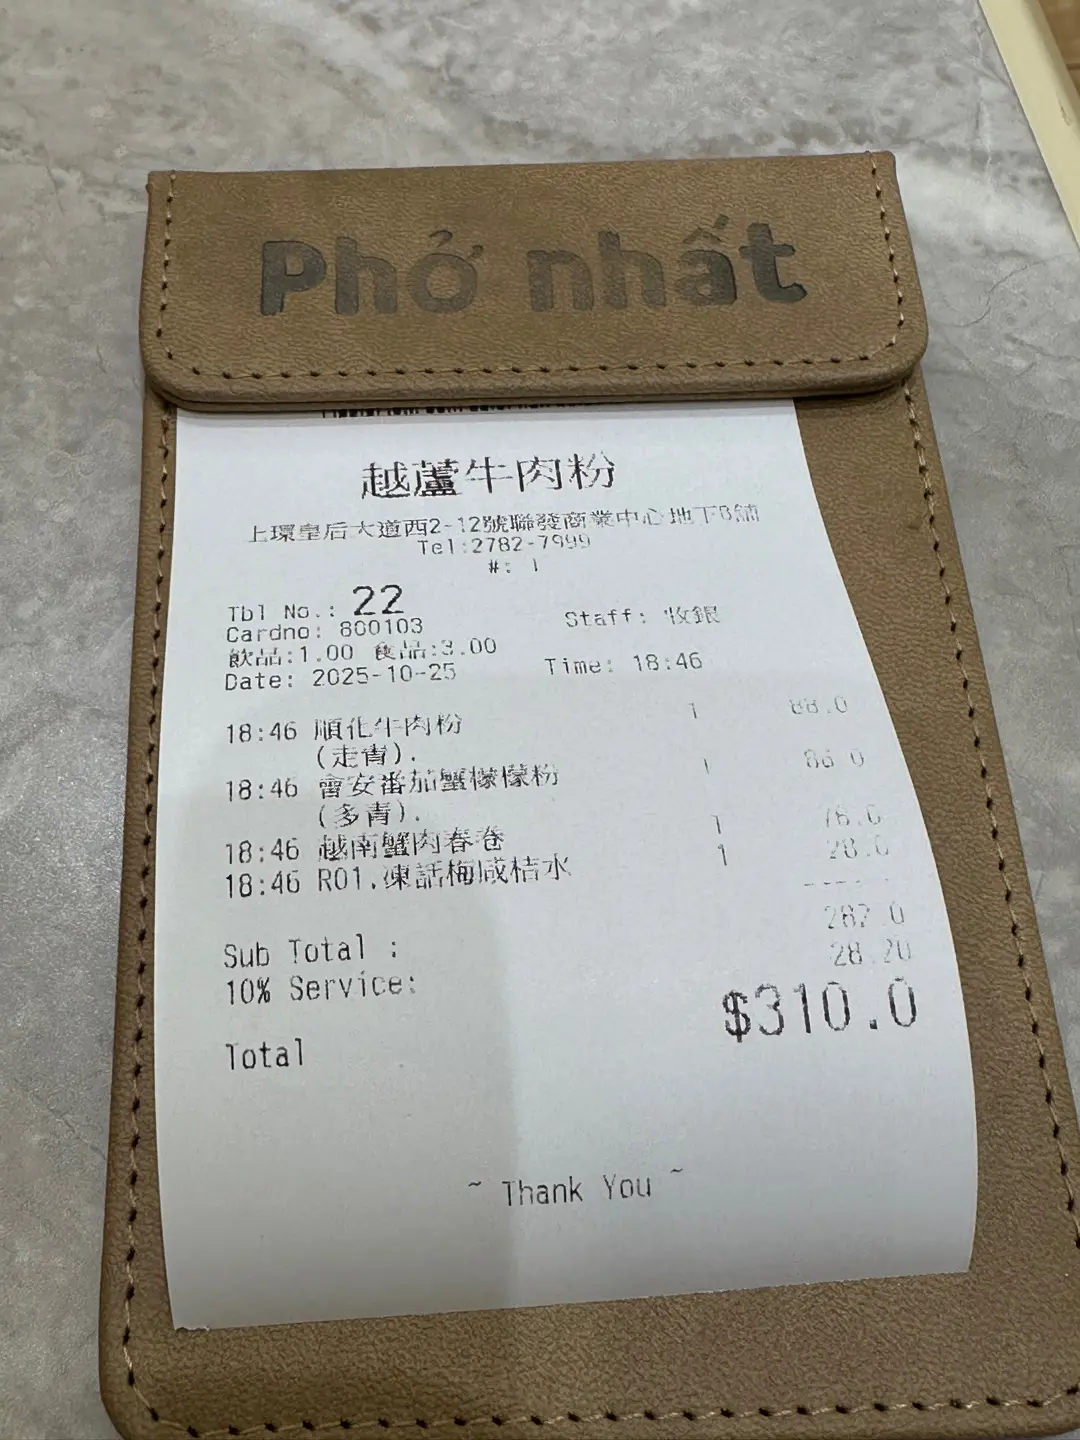 Phở nhất
越蘆牛肉粉
上環皇后大道西2-12號聯發商業中心地下B舖
Tel:2782-7999
#: 1
Tbl No.: 22
Cardno: 800103 Staff: 收銀
飲品:1.00 食品:3.00
Date: 2025-10-25 Time: 18:46
18:46 順化牛肉粉 1 88.0
(走青).
18:46 會安番茄蟹檬檬粉 1 88.0
(多青).
18:46 越南蟹肉春卷 1 78.0
18:46 R01.凍話梅咸桔水 1 28.0
Sub Total : 282.0
10% Service: 28.20
Total $310.0
~ Thank You ~